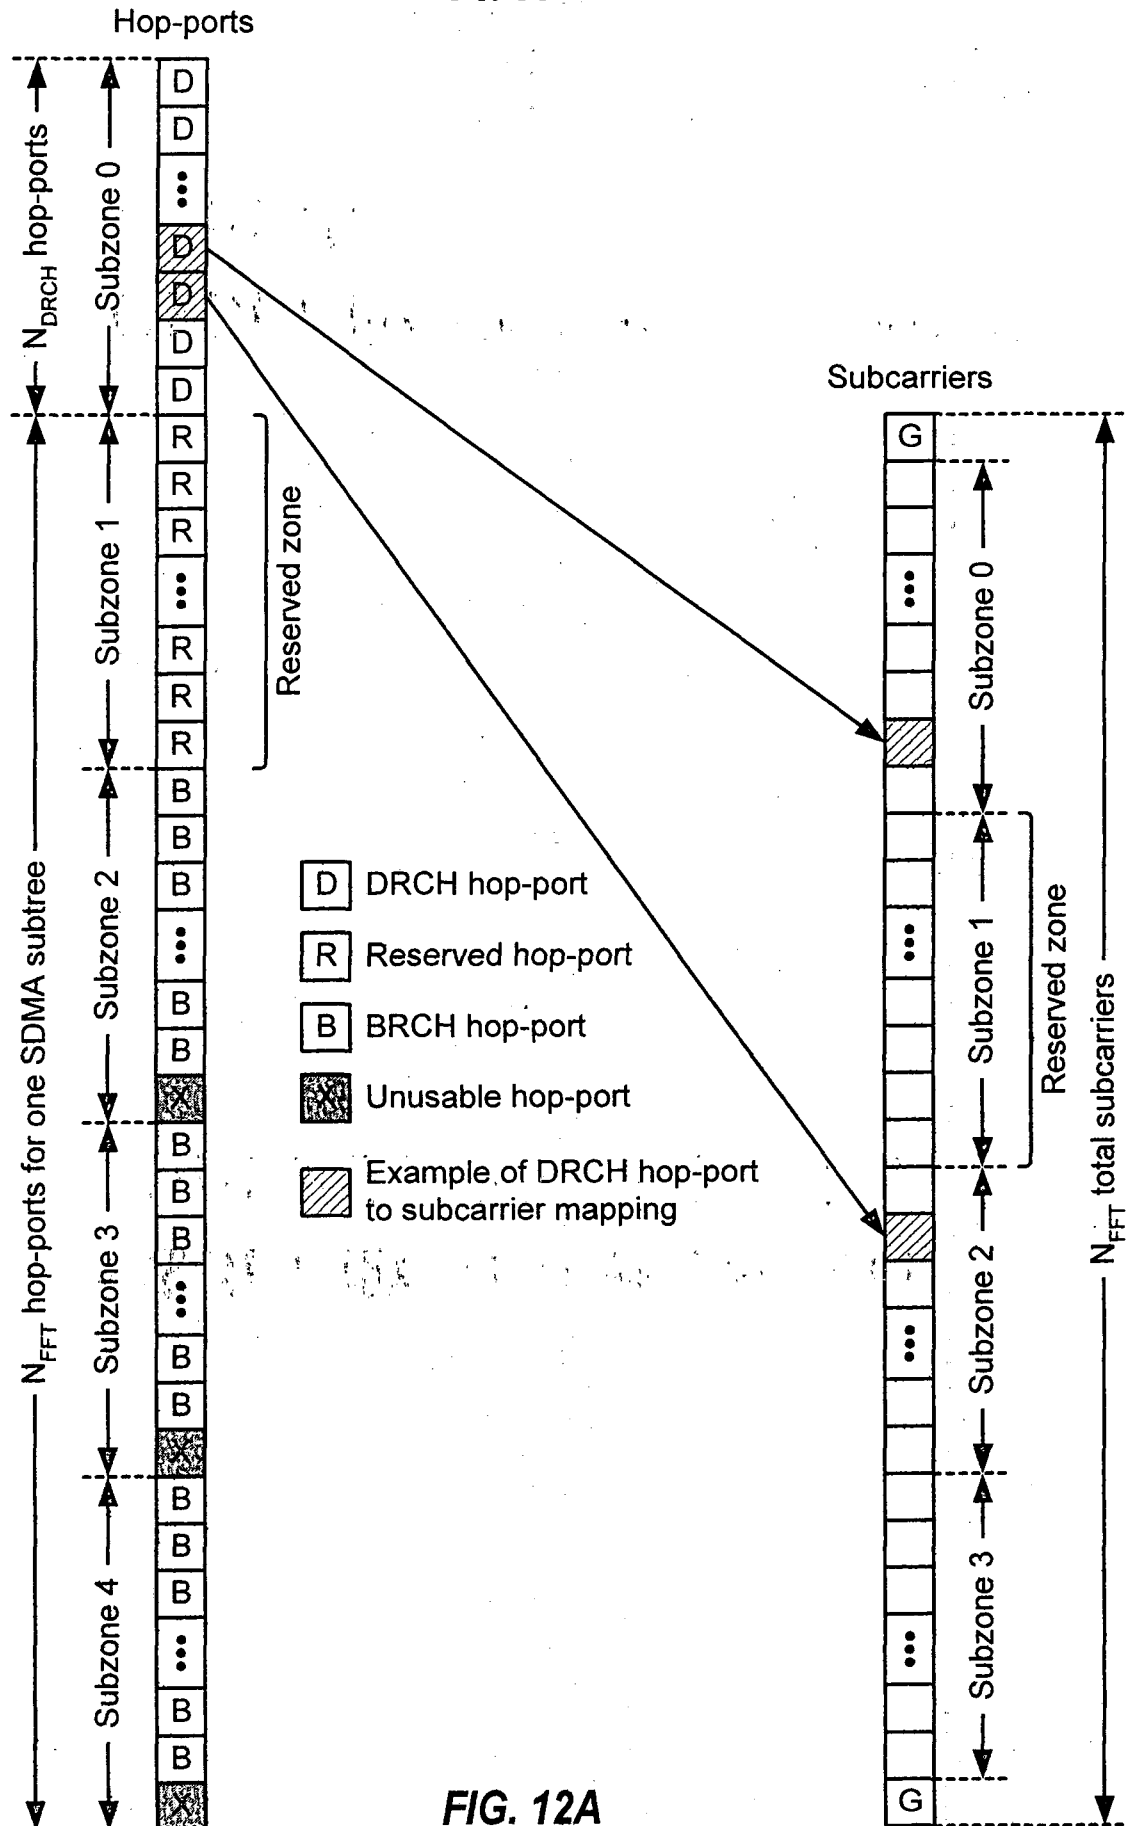 Hop-ports
N_DRCH hop-ports
Subzone 0
D
D
•••
D
D
D
D
N_FFT hop-ports for one SDMA subtree
Subzone 1
R
R
R
•••
R
R
R
Reserved zone
Subzone 2
B
B
B
•••
B
B
X
Subzone 3
B
B
B
•••
B
B
X
Subzone 4
B
B
B
•••
B
B
X
D DRCH hop-port
R Reserved hop-port
B BRCH hop-port
X Unusable hop-port
Example of DRCH hop-port
to subcarrier mapping
Subcarriers
G
•••
Subzone 0
•••
Subzone 1
Reserved zone
•••
Subzone 2
•••
Subzone 3
G
N_FFT total subcarriers
FIG. 12A